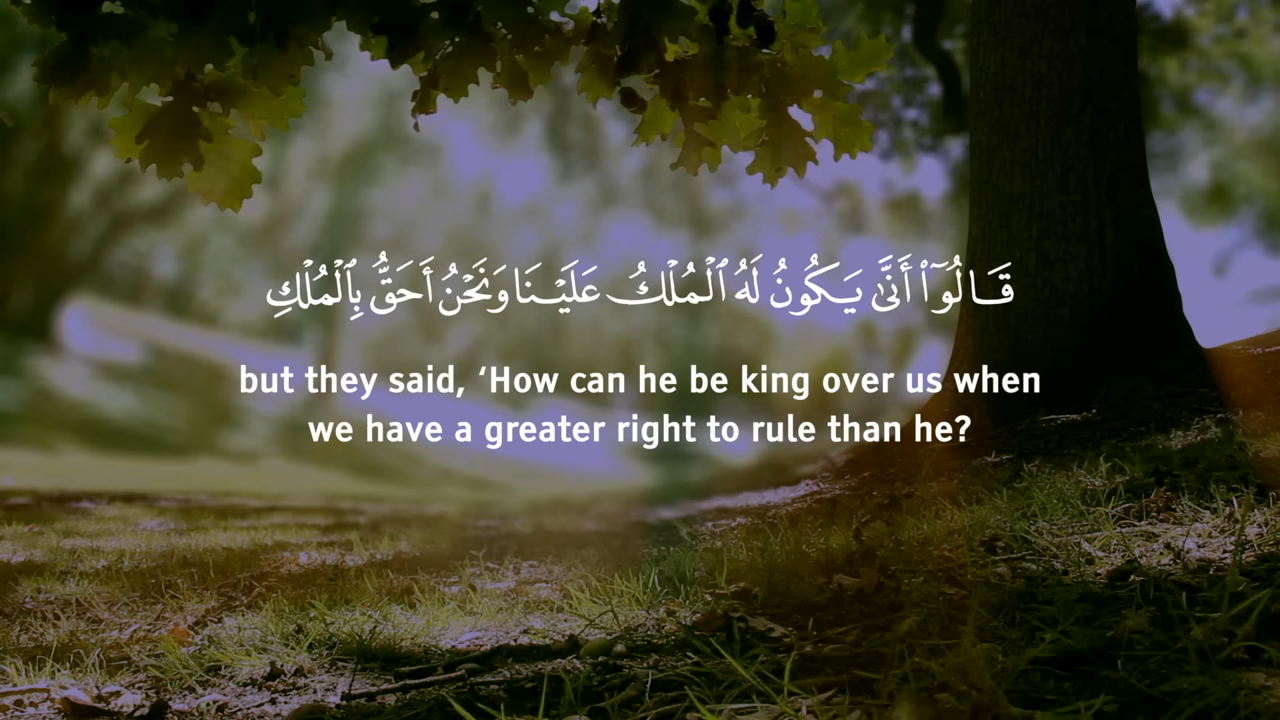 قَالُوٓا۟ أَنَّىٰ يَكُونُ لَهُ ٱلْمُلْكُ عَلَيْنَا وَنَحْنُ أَحَقُّ بِٱلْمُلْكِ
but they said, ‘How can he be king over us when
we have a greater right to rule than he?